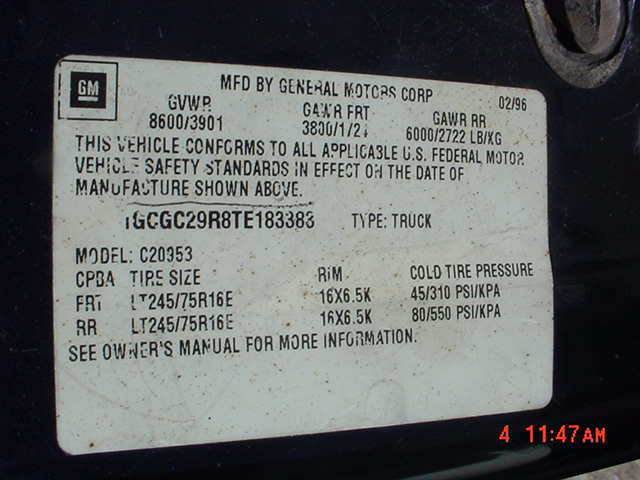 GM
MFD BY GENERAL MOTORS CORP 02/96
GVWR GAWR FRT GAWR RR
8600/3901 3800/1724 6000/2722 LB/KG
THIS VEHICLE CONFORMS TO ALL APPLICABLE U.S. FEDERAL MOTOR
VEHICLE SAFETY STANDARDS IN EFFECT ON THE DATE OF
MANUFACTURE SHOWN ABOVE.
1GCGC29R8TE183383 TYPE: TRUCK
MODEL: C20953
CPBA TIRE SIZE RIM COLD TIRE PRESSURE
FRT LT245/75R16E 16X6.5K 45/310 PSI/KPA
RR LT245/75R16E 16X6.5K 80/550 PSI/KPA
SEE OWNER'S MANUAL FOR MORE INFORMATION.
4 11:47AM